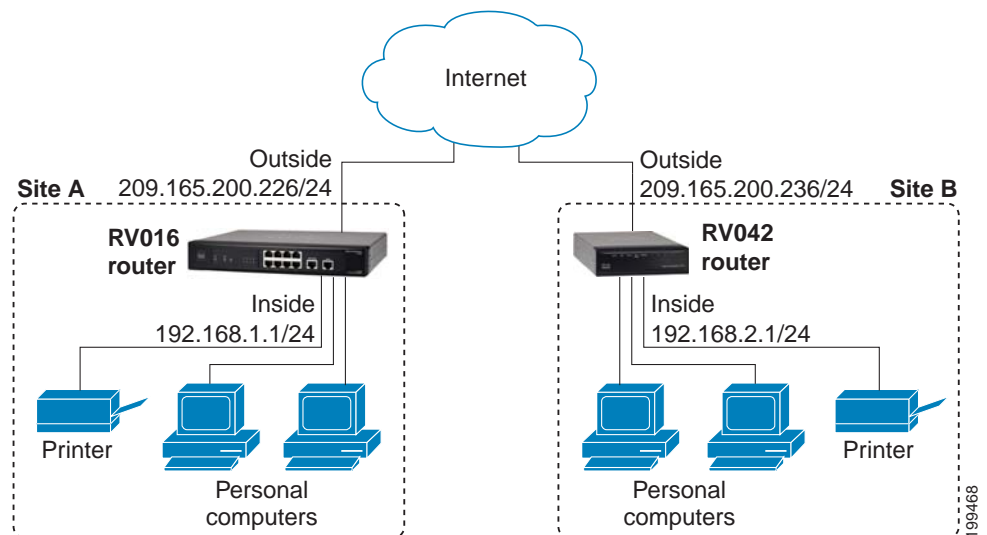 Internet
Outside
209.165.200.226/24
Site A
RV016
router
Inside
192.168.1.1/24
Printer
Personal
computers
Outside
209.165.200.236/24
Site B
RV042
router
Inside
192.168.2.1/24
Personal
computers
Printer
199468